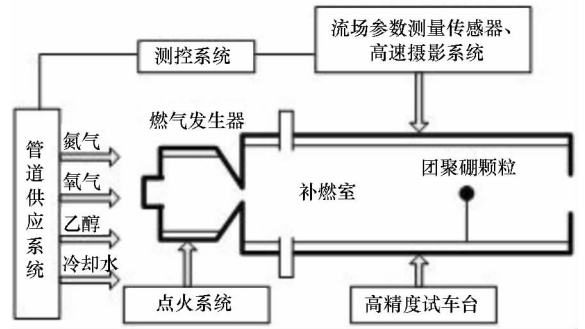 流场参数测量传感器、
高速摄影系统
测控系统
燃气发生器
管道供应系统
氮气
氧气
乙醇
冷却水
补燃室
团聚硼颗粒
点火系统
高精度试车台